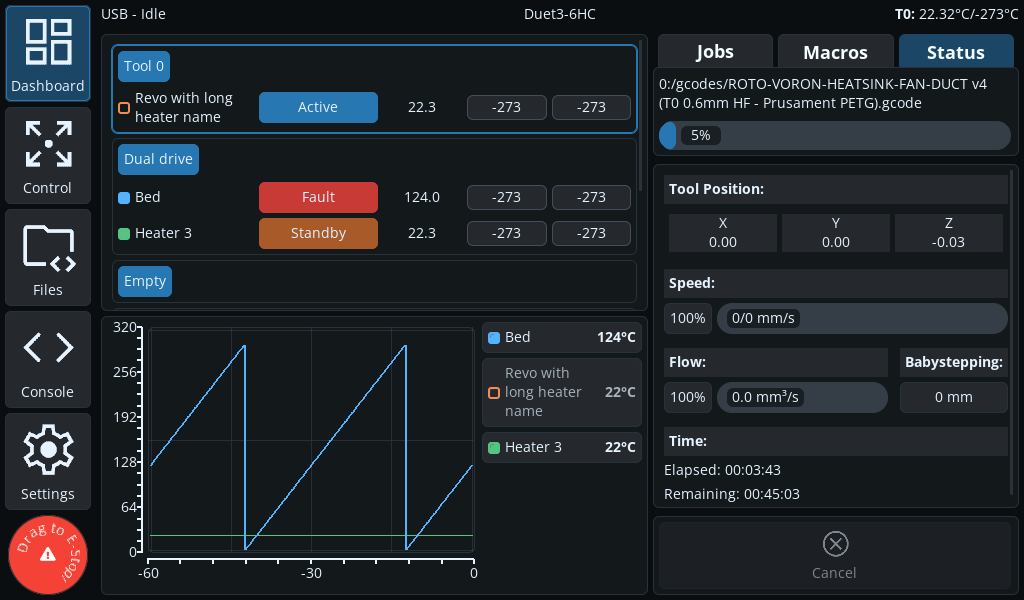 USB - Idle
Duet3-6HC
T0: 22.32°C/-273°C
Dashboard
Control
Files
Console
Settings
Drag to E-Stop!
Tool 0
Revo with long
heater name
Active
22.3
-273
-273
Dual drive
Bed
Fault
124.0
-273
-273
Heater 3
Standby
22.3
-273
-273
Empty
320
256
192
128
64
0
-60
-30
0
Bed
124°C
Revo with
long heater
name
22°C
Heater 3
22°C
Jobs
Macros
Status
0:/gcodes/ROTO-VORON-HEATSINK-FAN-DUCT v4
(T0 0.6mm HF - Prusament PETG).gcode
5%
Tool Position:
X
0.00
Y
0.00
Z
-0.03
Speed:
100%
0/0 mm/s
Flow:
Babystepping:
100%
0.0 mm³/s
0 mm
Time:
Elapsed: 00:03:43
Remaining: 00:45:03
Cancel